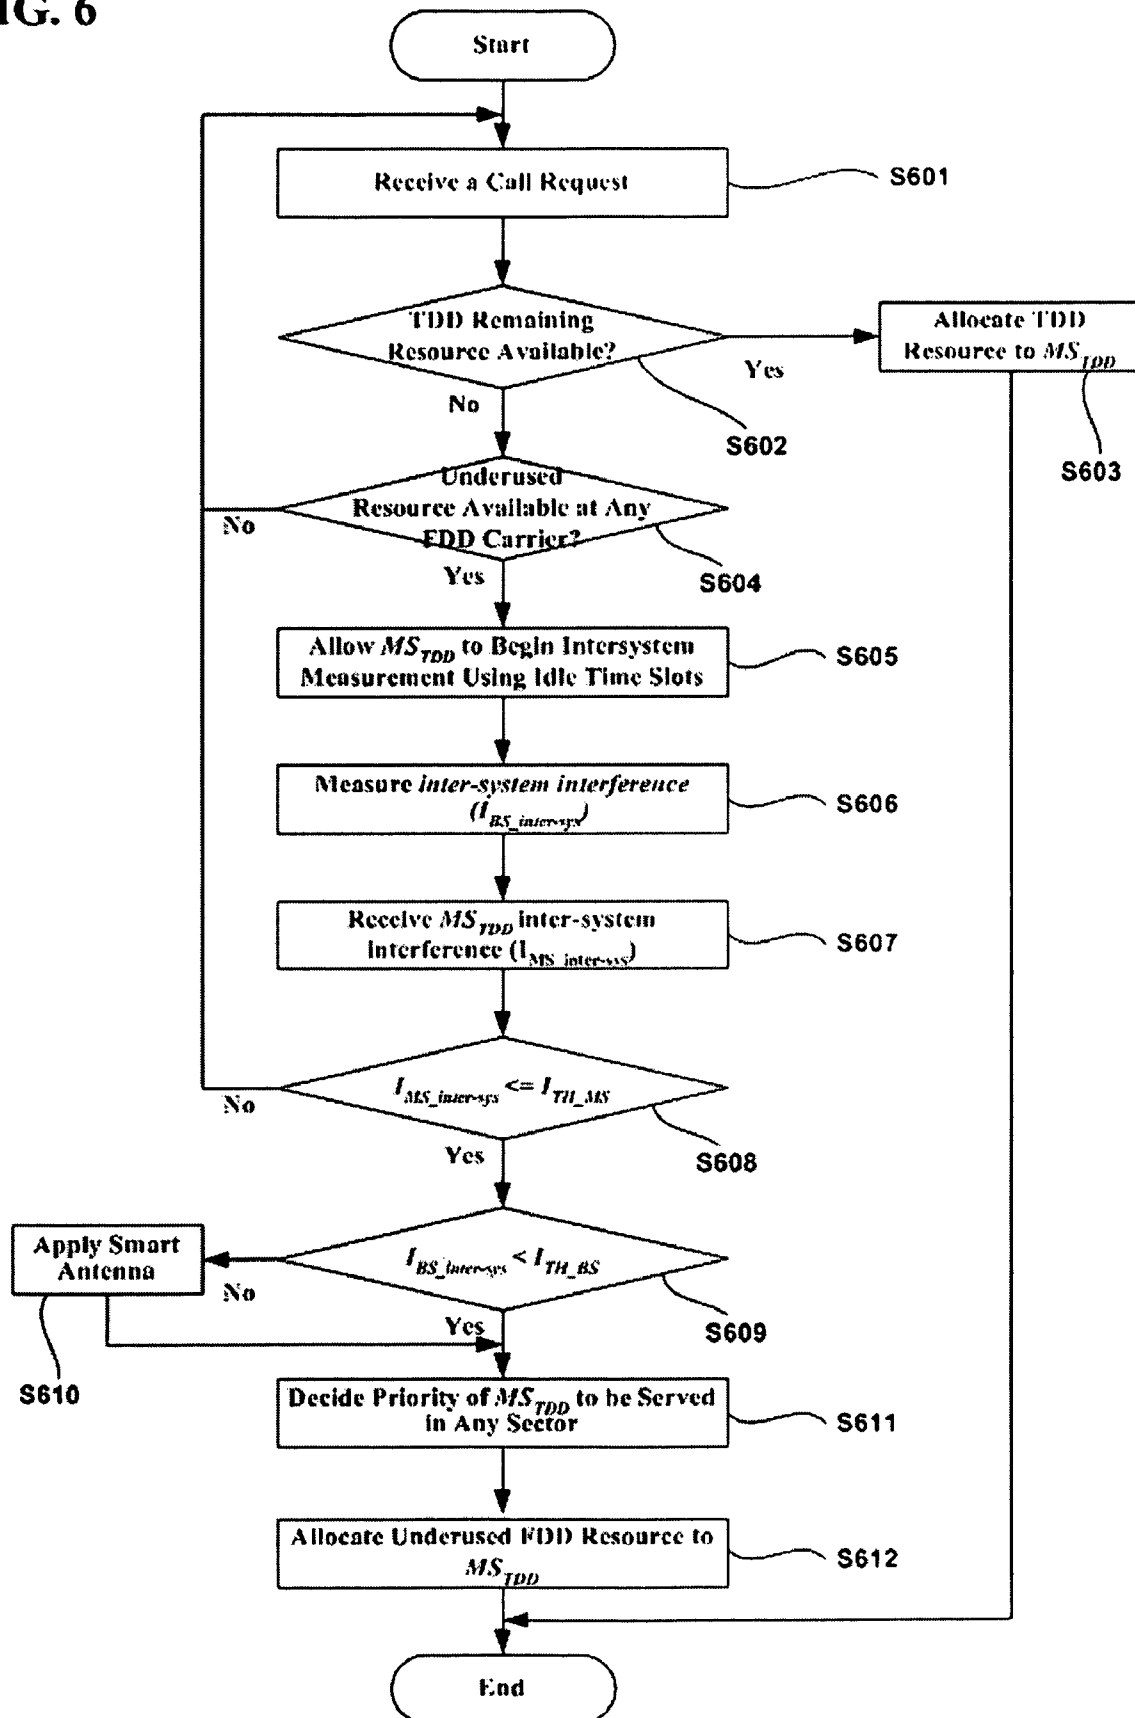 IG. 6
Start
Receive a Call Request
S601
TDD Remaining
Resource Available?
Yes
No
S602
Allocate TDD
Resource to MS_TDD
S603
Underused
Resource Available at Any
FDD Carrier?
No
Yes
S604
Allow MS_TDD to Begin Intersystem
Measurement Using Idle Time Slots
S605
Measure inter-system interference
(I_BS_inter-sys)
S606
Receive MS_TDD inter-system
interference (I_MS_inter-sys)
S607
I_MS_inter-sys <= I_TH_MS
No
Yes
S608
Apply Smart
Antenna
I_BS_inter-sys < I_TH_BS
No
Yes
S609
S610
Decide Priority of MS_TDD to be Served
in Any Sector
S611
Allocate Underused FDD Resource to
MS_TDD
S612
End